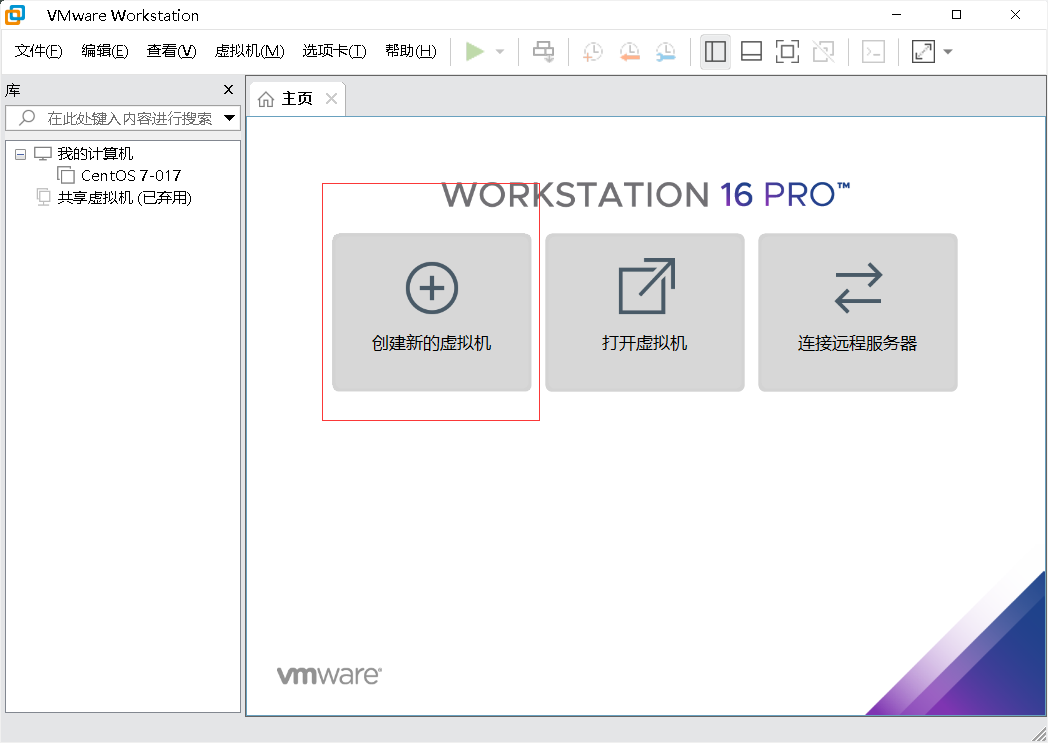 VMware Workstation
文件(F) 编辑(E) 查看(V) 虚拟机(M) 选项卡(T) 帮助(H)
库
在此处键入内容进行搜索
我的计算机
CentOS 7-017
共享虚拟机 (已弃用)
主页
WORKSTATION 16 PRO™
创建新的虚拟机
打开虚拟机
连接远程服务器
vmware®